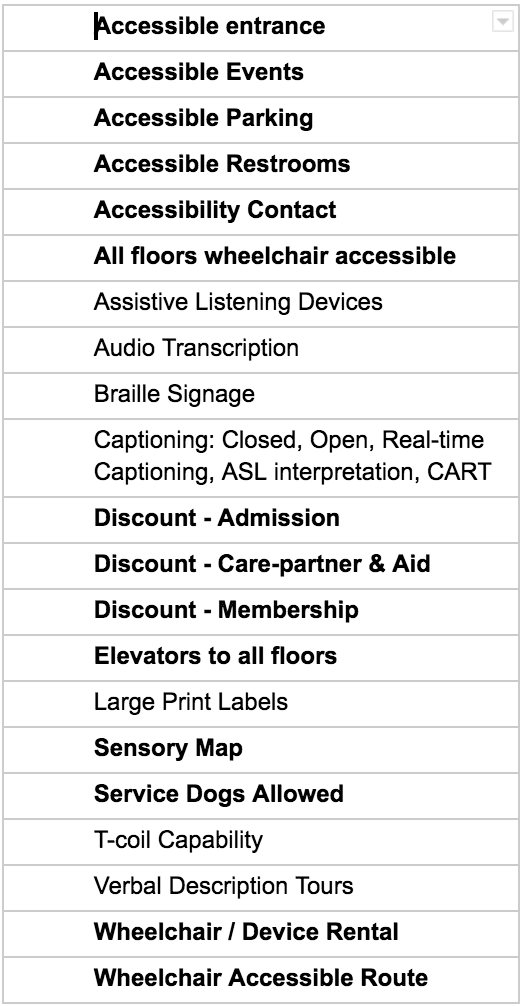 Accessible entrance
Accessible Events
Accessible Parking
Accessible Restrooms
Accessibility Contact
All floors wheelchair accessible
Assistive Listening Devices
Audio Transcription
Braille Signage
Captioning: Closed, Open, Real-time
Captioning, ASL interpretation, CART
Discount - Admission
Discount - Care-partner & Aid
Discount - Membership
Elevators to all floors
Large Print Labels
Sensory Map
Service Dogs Allowed
T-coil Capability
Verbal Description Tours
Wheelchair / Device Rental
Wheelchair Accessible Route